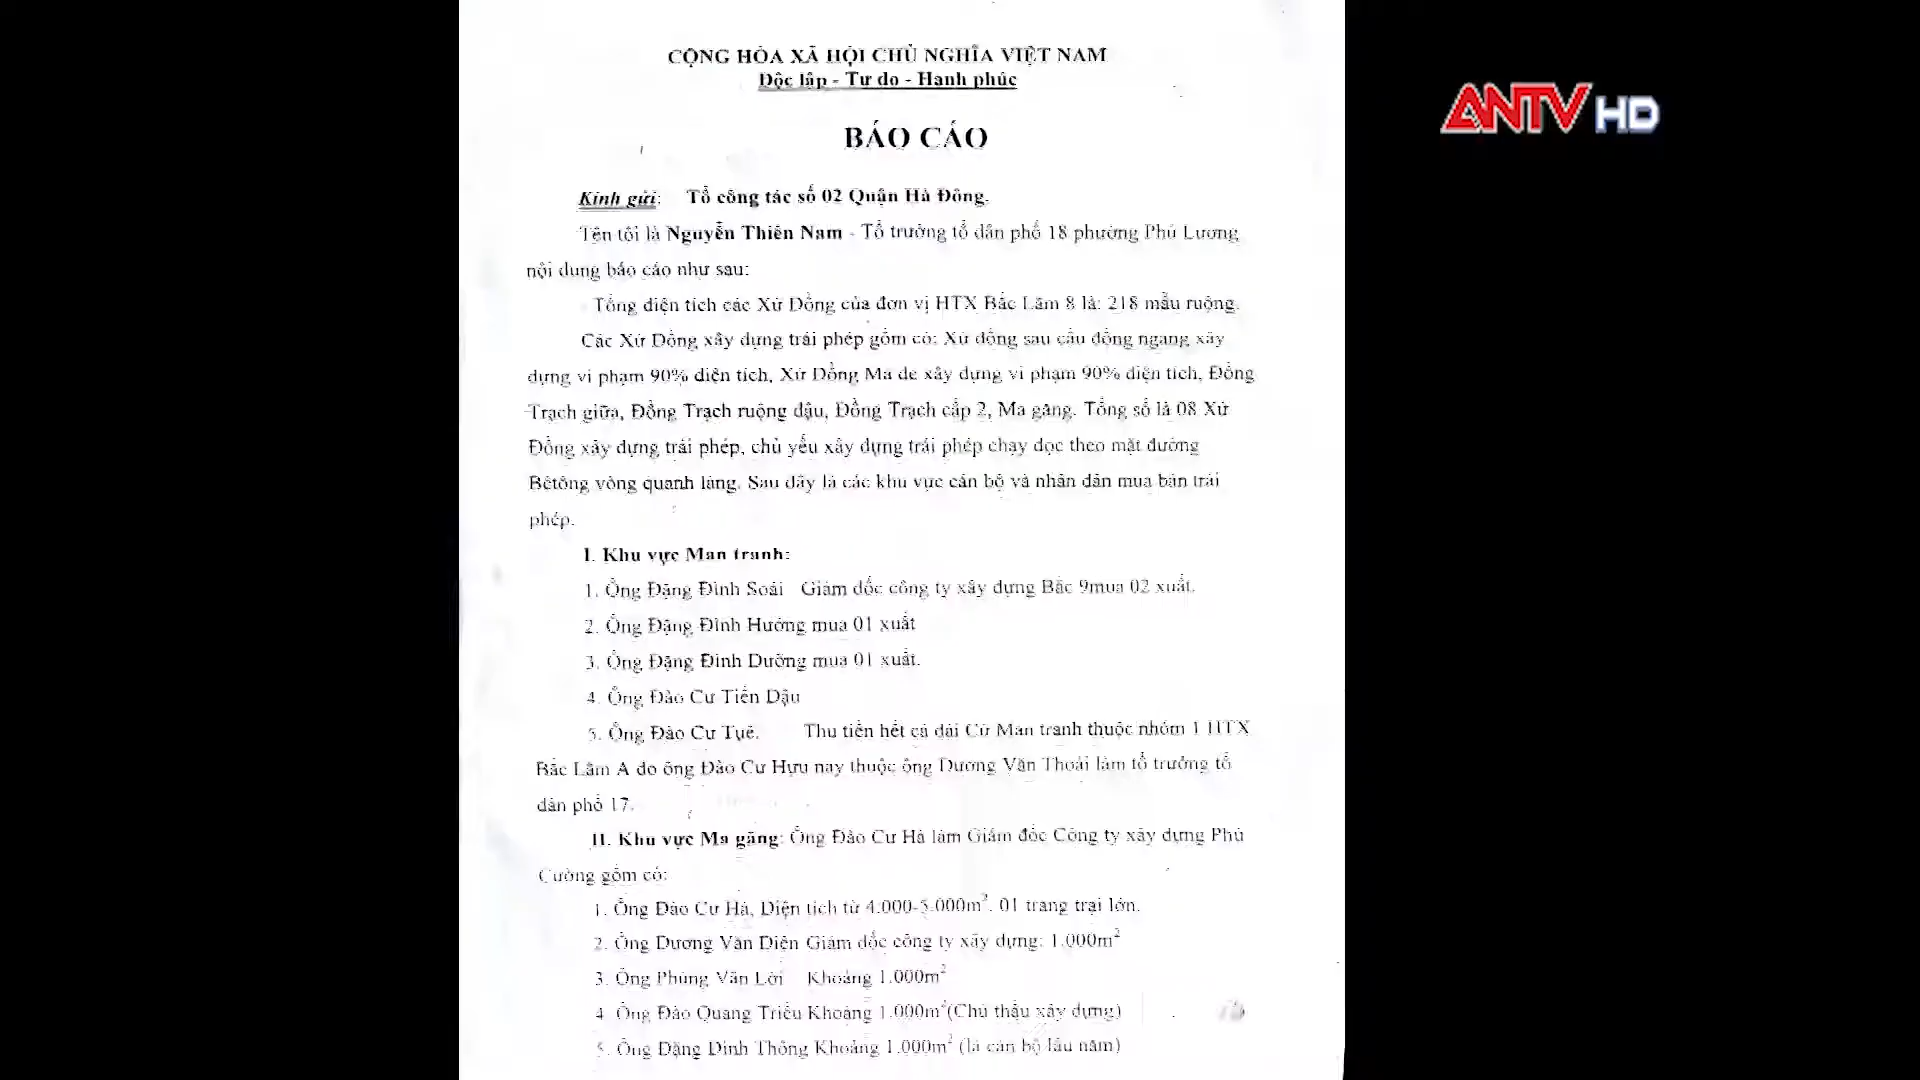 ANTV HD
CỘNG HÒA XÃ HỘI CHỦ NGHĨA VIỆT NAM
Độc lập - Tự do - Hạnh phúc
BÁO CÁO
Kính gửi: Tổ công tác số 02 Quận Hà Đông.
Tên tôi là Nguyễn Thiên Nam - Tổ trưởng tổ dân phố 18 phường Phú Lương
nội dung báo cáo như sau:
Tổng diện tích các Xứ Đồng của đơn vị HTX Bắc Lãm 8 là: 218 mẫu ruộng.
Các Xứ Đồng xây dựng trái phép gồm có: Xứ đồng sau cầu đồng ngang xây
dựng vi phạm 90% diện tích, Xứ Đồng Ma de xây dựng vi phạm 90% diện tích, Đồng
Trạch giữa, Đồng Trạch ruộng dậu, Đồng Trạch cấp 2, Ma găng. Tổng số là 08 Xứ
Đồng xây dựng trái phép, chủ yếu xây dựng trái phép chạy dọc theo mặt đường
Bêtông vòng quanh làng. Sau đây là các khu vực cán bộ và nhân dân mua bán trái
phép.
I. Khu vực Man tranh:
1. Ông Đặng Đình Soái Giám đốc công ty xây dựng Bắc 9mua 02 xuất.
2. Ông Đặng Đình Hướng mua 01 xuất
3. Ông Đặng Đình Dưỡng mua 01 xuất.
4. Ông Đào Cư Tiến Dậu
5. Ông Đào Cư Tuê. Thu tiền hết cả dải Cừ Man tranh thuộc nhóm 1 HTX
Bắc Lãm A do ông Đào Cư Hựu nay thuộc ông Dương Văn Thoải làm tổ trưởng tổ
dân phố 17.
II. Khu vực Ma găng: Ông Đào Cư Hà làm Giám đốc Công ty xây dựng Phú
Cường gồm có:
1. Ông Đào Cư Hà, Diện tích từ 4.000-5.000m². 01 trang trại lớn.
2. Ông Dương Văn Diện Giám đốc công ty xây dựng: 1.000m²
3. Ông Phùng Văn Lời Khoảng 1.000m²
4. Ông Đào Quang Triều Khoảng 1.000m²(Chủ thầu xây dựng)
5. Ông Đặng Đình Thông Khoảng 1.000m² (là cán bộ lâu năm)